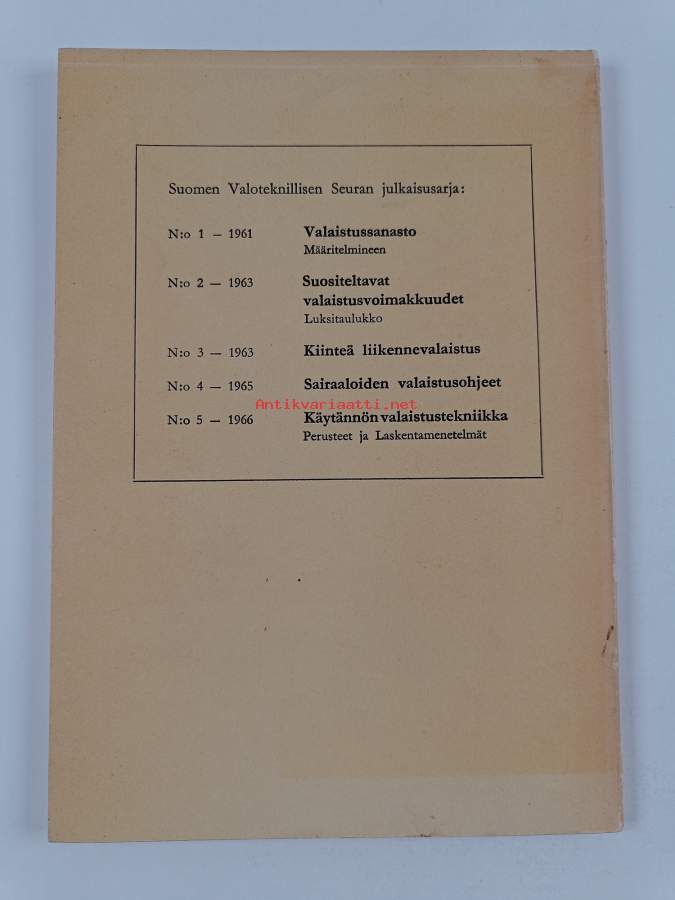 Suomen Valoteknillisen Seuran julkaisusarja:
N:o 1 — 1961 Valaistussanasto
Määritelmineen
N:o 2 — 1963 Suositeltavat
valaistusvoimakkuudet
Luksitaulukko
N:o 3 — 1963 Kiinteä liikennevalaistus
N:o 4 — 1965 Sairaaloiden valaistusohjeet
Antikvariaatti.net
N:o 5 — 1966 Käytännön valaistustekniikka
Perusteet ja Laskentamenetelmät